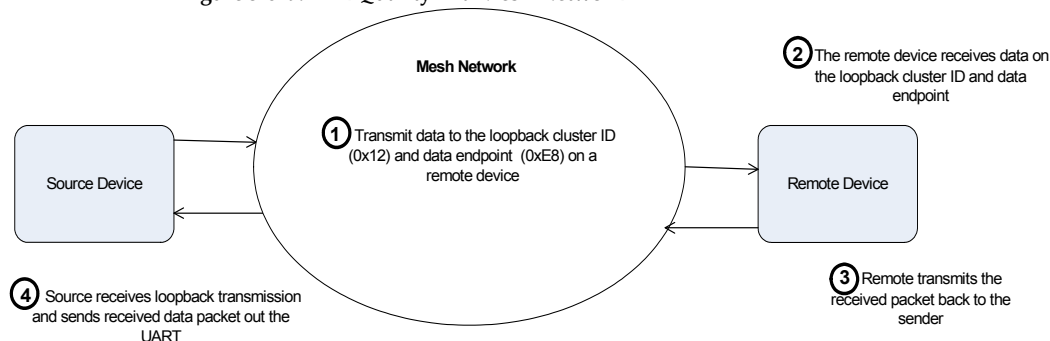 Mesh Network
2
The remote device receives data on
the loopback cluster ID and data
endpoint
1
Transmit data to the loopback cluster ID
(0x12) and data endpoint (0xE8) on a
remote device
Source Device
Remote Device
4
Source receives loopback transmission
and sends received data packet out the
UART
3
Remote transmits the
received packet back to the
sender